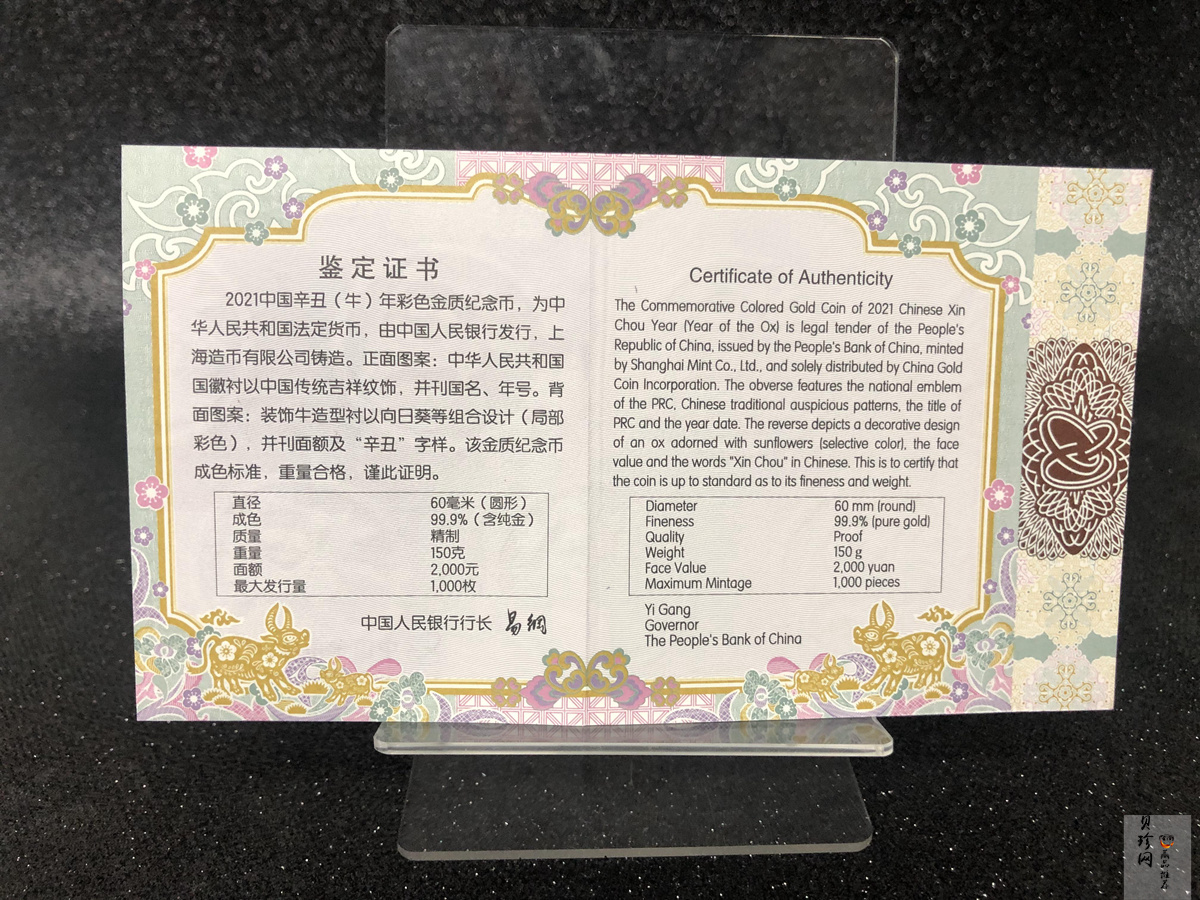 鉴定证书
2021中国辛丑（牛）年彩色金质纪念币，为中
华人民共和国法定货币，由中国人民银行发行，上
海造币有限公司铸造。正面图案：中华人民共和国
国徽衬以中国传统吉祥纹饰，并刊国名、年号。背
面图案：装饰牛造型衬以向日葵等组合设计（局部
彩色），并刊面额及“辛丑”字样。该金质纪念币
成色标准，重量合格，谨此证明。
直径 60毫米（圆形）
成色 99.9%（含纯金）
质量 精制
重量 150克
面额 2,000元
最大发行量 1,000枚
中国人民银行行长 易纲
Certificate of Authenticity
The Commemorative Colored Gold Coin of 2021 Chinese Xin
Chou Year (Year of the Ox) is legal tender of the People's
Republic of China, issued by the People's Bank of China, minted
by Shanghai Mint Co., Ltd., and solely distributed by China Gold
Coin Incorporation. The obverse features the national emblem
of the PRC, Chinese traditional auspicious patterns, the title of
PRC and the year date. The reverse depicts a decorative design
of an ox adorned with sunflowers (selective color), the face
value and the words "Xin Chou" in Chinese. This is to certify that
the coin is up to standard as to its fineness and weight.
Diameter 60 mm (round)
Fineness 99.9% (pure gold)
Quality Proof
Weight 150 g
Face Value 2,000 yuan
Maximum Mintage 1,000 pieces
Yi Gang
Governor
The People's Bank of China
贝珍网